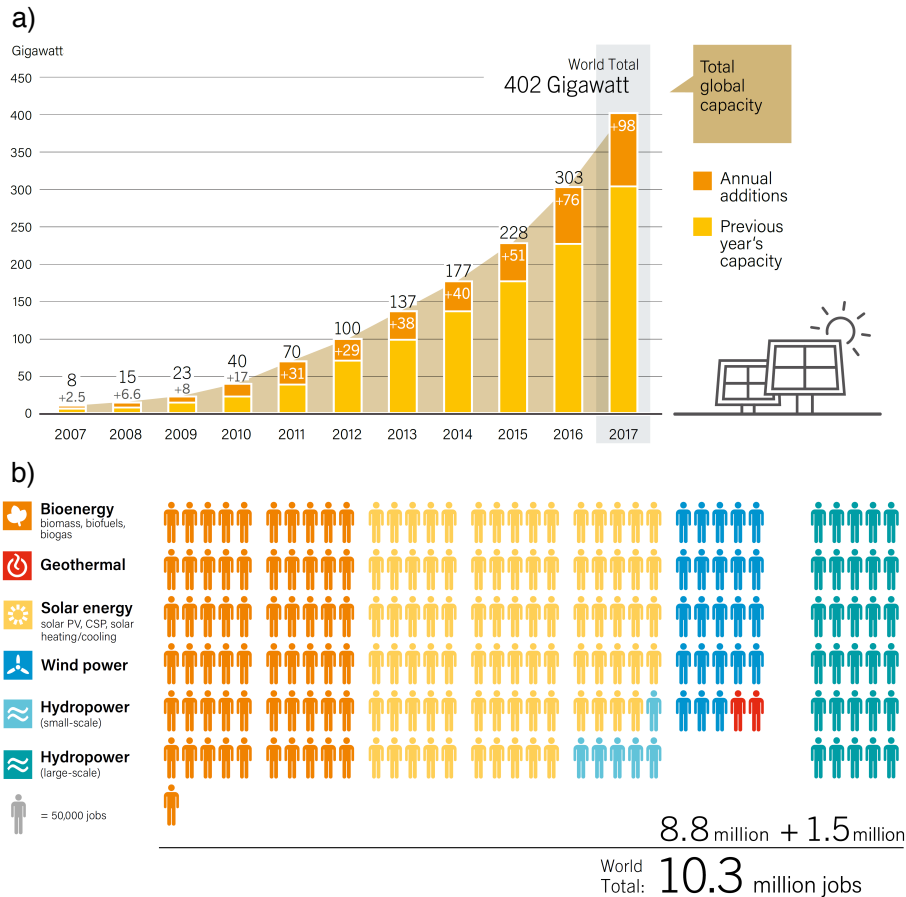 a)
Gigawatt
World Total
402 Gigawatt
Total
global
capacity
450
400
350
300
250
200
150
100
50
0
8
+2.5
15
+6.6
23
+8
40
+17
70
+31
100
+29
137
+38
177
+40
228
+51
303
+76
+98
Annual
additions
Previous
year's
capacity
2007 2008 2009 2010 2011 2012 2013 2014 2015 2016 2017
b)
Bioenergy
biomass, biofuels,
biogas
Geothermal
Solar energy
solar PV, CSP, solar
heating/cooling
Wind power
Hydropower
(small-scale)
Hydropower
(large-scale)
= 50,000 jobs
8.8 million + 1.5 million
World
Total: 10.3 million jobs